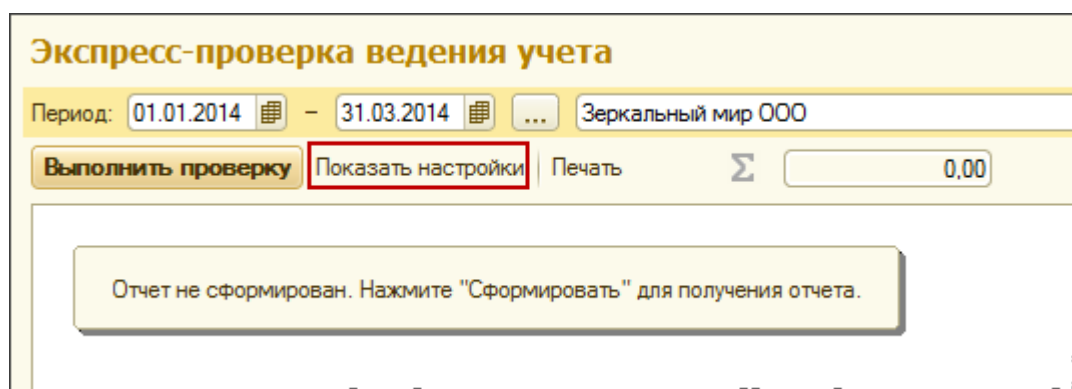 Экспресс-проверка ведения учета
Период: 01.01.2014 – 31.03.2014 ... Зеркальный мир ООО
Выполнить проверку Показать настройки Печать Σ 0,00
Отчет не сформирован. Нажмите "Сформировать" для получения отчета.